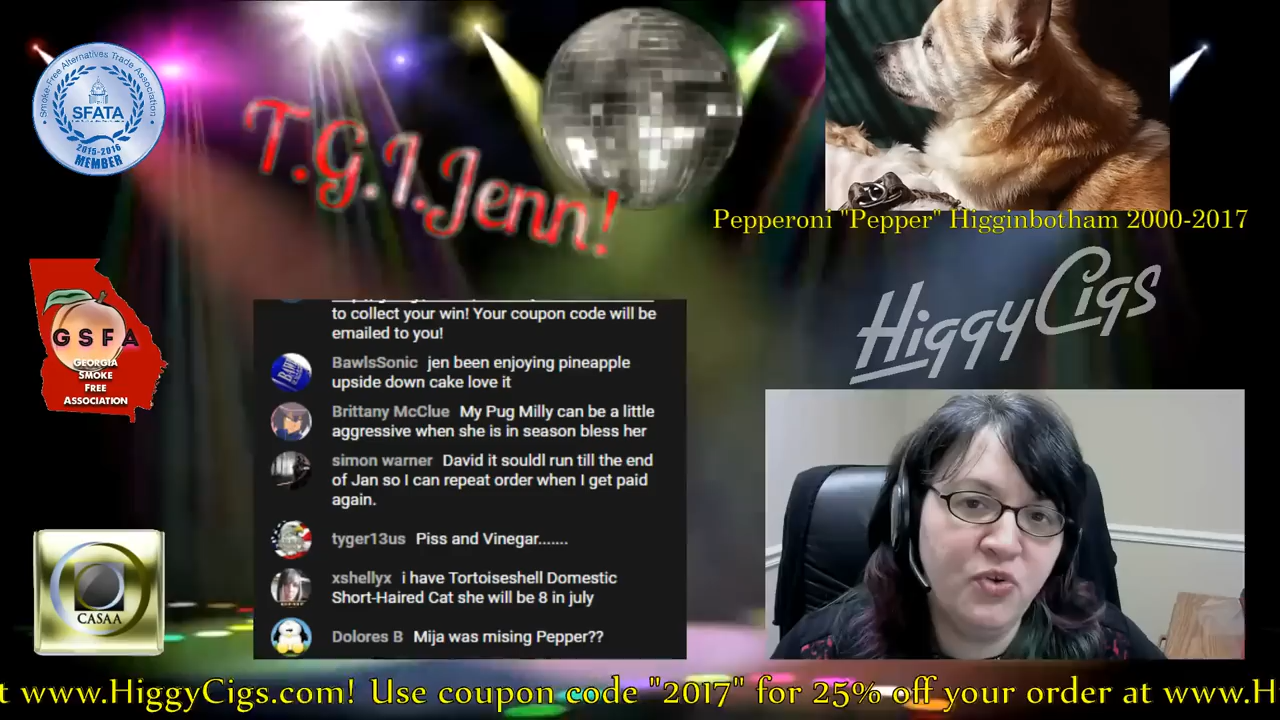 Smoke-Free Alternatives Trade Association
SFATA
2015-2016
MEMBER
T.G.I.Jenn!
Pepperoni "Pepper" Higginbotham 2000-2017
HiggyCigs
GSFA
GEORGIA
SMOKE
FREE
ASSOCIATION
to collect your win! Your coupon code will be
emailed to you!
BawlsSonic jen been enjoying pineapple
upside down cake love it
Brittany McClue My Pug Milly can be a little
aggressive when she is in season bless her
simon warner David it souldl run till the end
of Jan so I can repeat order when I get paid
again.
tyger13us Piss and Vinegar.......
xshellyx i have Tortoiseshell Domestic
Short-Haired Cat she will be 8 in july
Dolores B Mija was mising Pepper??
CASAA
t www.HiggyCigs.com! Use coupon code "2017" for 25% off your order at www.H